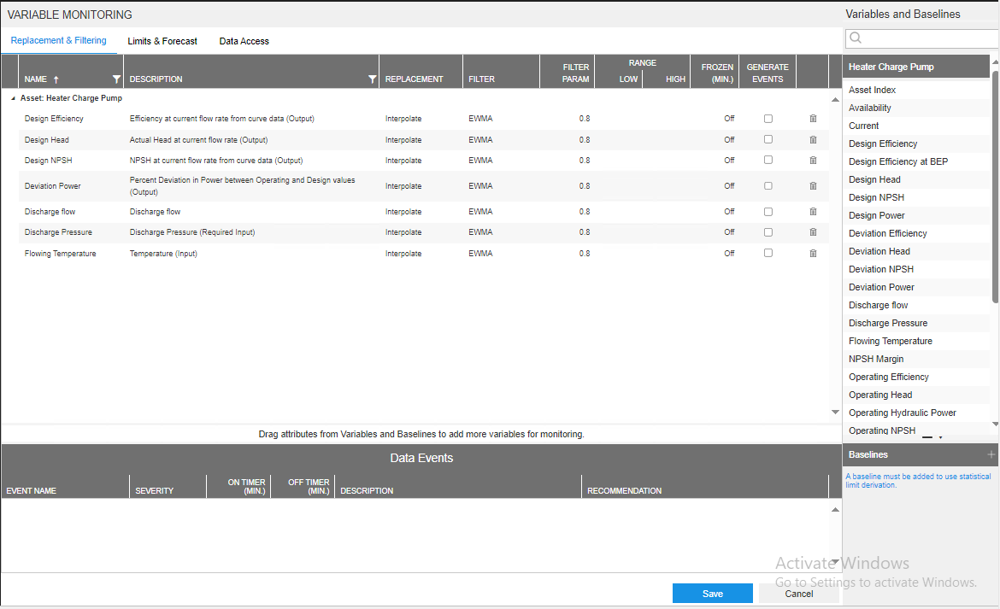 VARIABLE MONITORING
Replacement & Filtering Limits & Forecast Data Access
NAME DESCRIPTION REPLACEMENT FILTER FILTER PARAM RANGE LOW HIGH FROZEN (MIN.) GENERATE EVENTS
Asset: Heater Charge Pump
Design Efficiency Efficiency at current flow rate from curve data (Output) Interpolate EWMA 0.8 Off
Design Head Actual Head at current flow rate (Output) Interpolate EWMA 0.8 Off
Design NPSH NPSH at current flow rate from curve data (Output) Interpolate EWMA 0.8 Off
Deviation Power Percent Deviation in Power between Operating and Design values (Output) Interpolate EWMA 0.8 Off
Discharge flow Discharge flow Interpolate EWMA 0.8 Off
Discharge Pressure Discharge Pressure (Required Input) Interpolate EWMA 0.8 Off
Flowing Temperature Temperature (Input) Interpolate EWMA 0.8 Off
Drag attributes from Variables and Baselines to add more variables for monitoring.
Data Events
EVENT NAME SEVERITY ON TIMER (MIN.) OFF TIMER (MIN.) DESCRIPTION RECOMMENDATION
Save Cancel
Variables and Baselines
Heater Charge Pump
Asset Index
Availability
Current
Design Efficiency
Design Efficiency at BEP
Design Head
Design NPSH
Design Power
Deviation Efficiency
Deviation Head
Deviation NPSH
Deviation Power
Discharge flow
Discharge Pressure
Flowing Temperature
NPSH Margin
Operating Efficiency
Operating Head
Operating Hydraulic Power
Operating NPSH
Baselines
A baseline must be added to use statistical
limit derivation.
Activate Windows
Go to Settings to activate Windows.